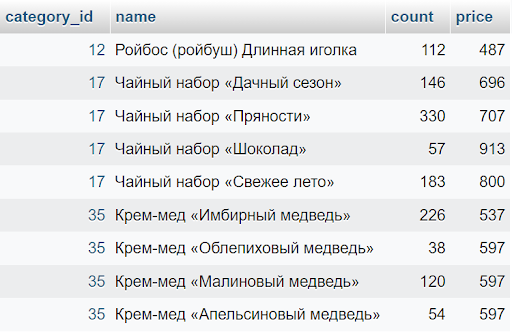 category_id name count price
12 Ройбос (ройбуш) Длинная иголка 112 487
17 Чайный набор «Дачный сезон» 146 696
17 Чайный набор «Пряности» 330 707
17 Чайный набор «Шоколад» 57 913
17 Чайный набор «Свежее лето» 183 800
35 Крем-мед «Имбирный медведь» 226 537
35 Крем-мед «Облепиховый медведь» 38 597
35 Крем-мед «Малиновый медведь» 120 597
35 Крем-мед «Апельсиновый медведь» 54 597